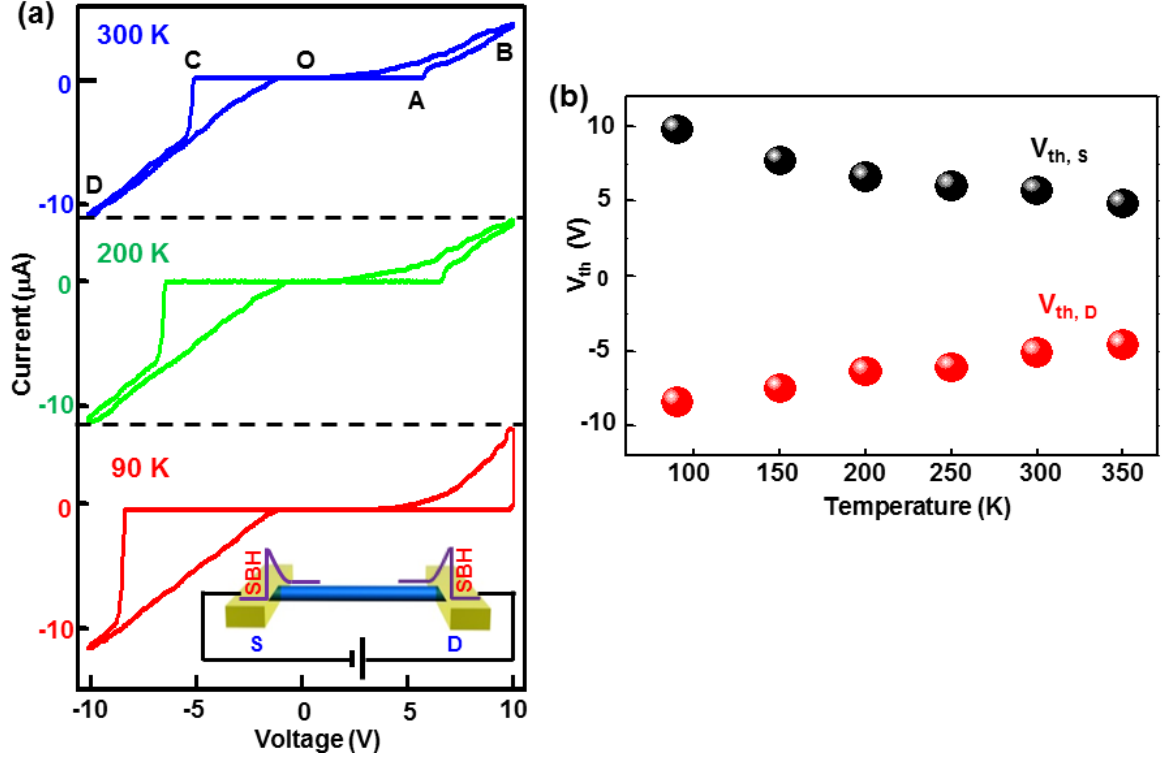 (a)
300 K
C
O
B
A
D
0
-10
200 K
0
-10
90 K
0
-10
SBH
SBH
S
D
Current (μA)
-10
-5
0
5
10
Voltage (V)
(b)
V_th, S
V_th, D
10
5
0
-5
-10
V_th (V)
100
150
200
250
300
350
Temperature (K)